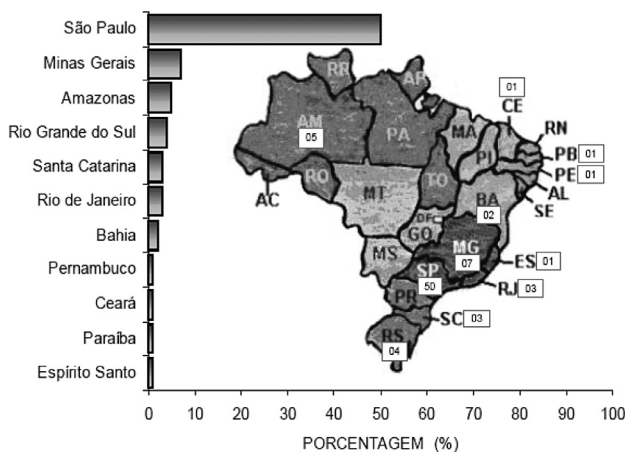 São Paulo
Minas Gerais
Amazonas
Rio Grande do Sul
Santa Catarina
Rio de Janeiro
Bahia
Pernambuco
Ceará
Paraíba
Espírito Santo
0 10 20 30 40 50 60 70 80 90 100
PORCENTAGEM (%)
RR
AP
AM
05
PA
MA
01
CE
RN
PI
PB 01
PE 01
AL
SE
AC
RO
TO
MT
BA
02
DF
GO
MG
07
ES 01
MS
SP
50
RJ 03
PR
SC 03
RS
04